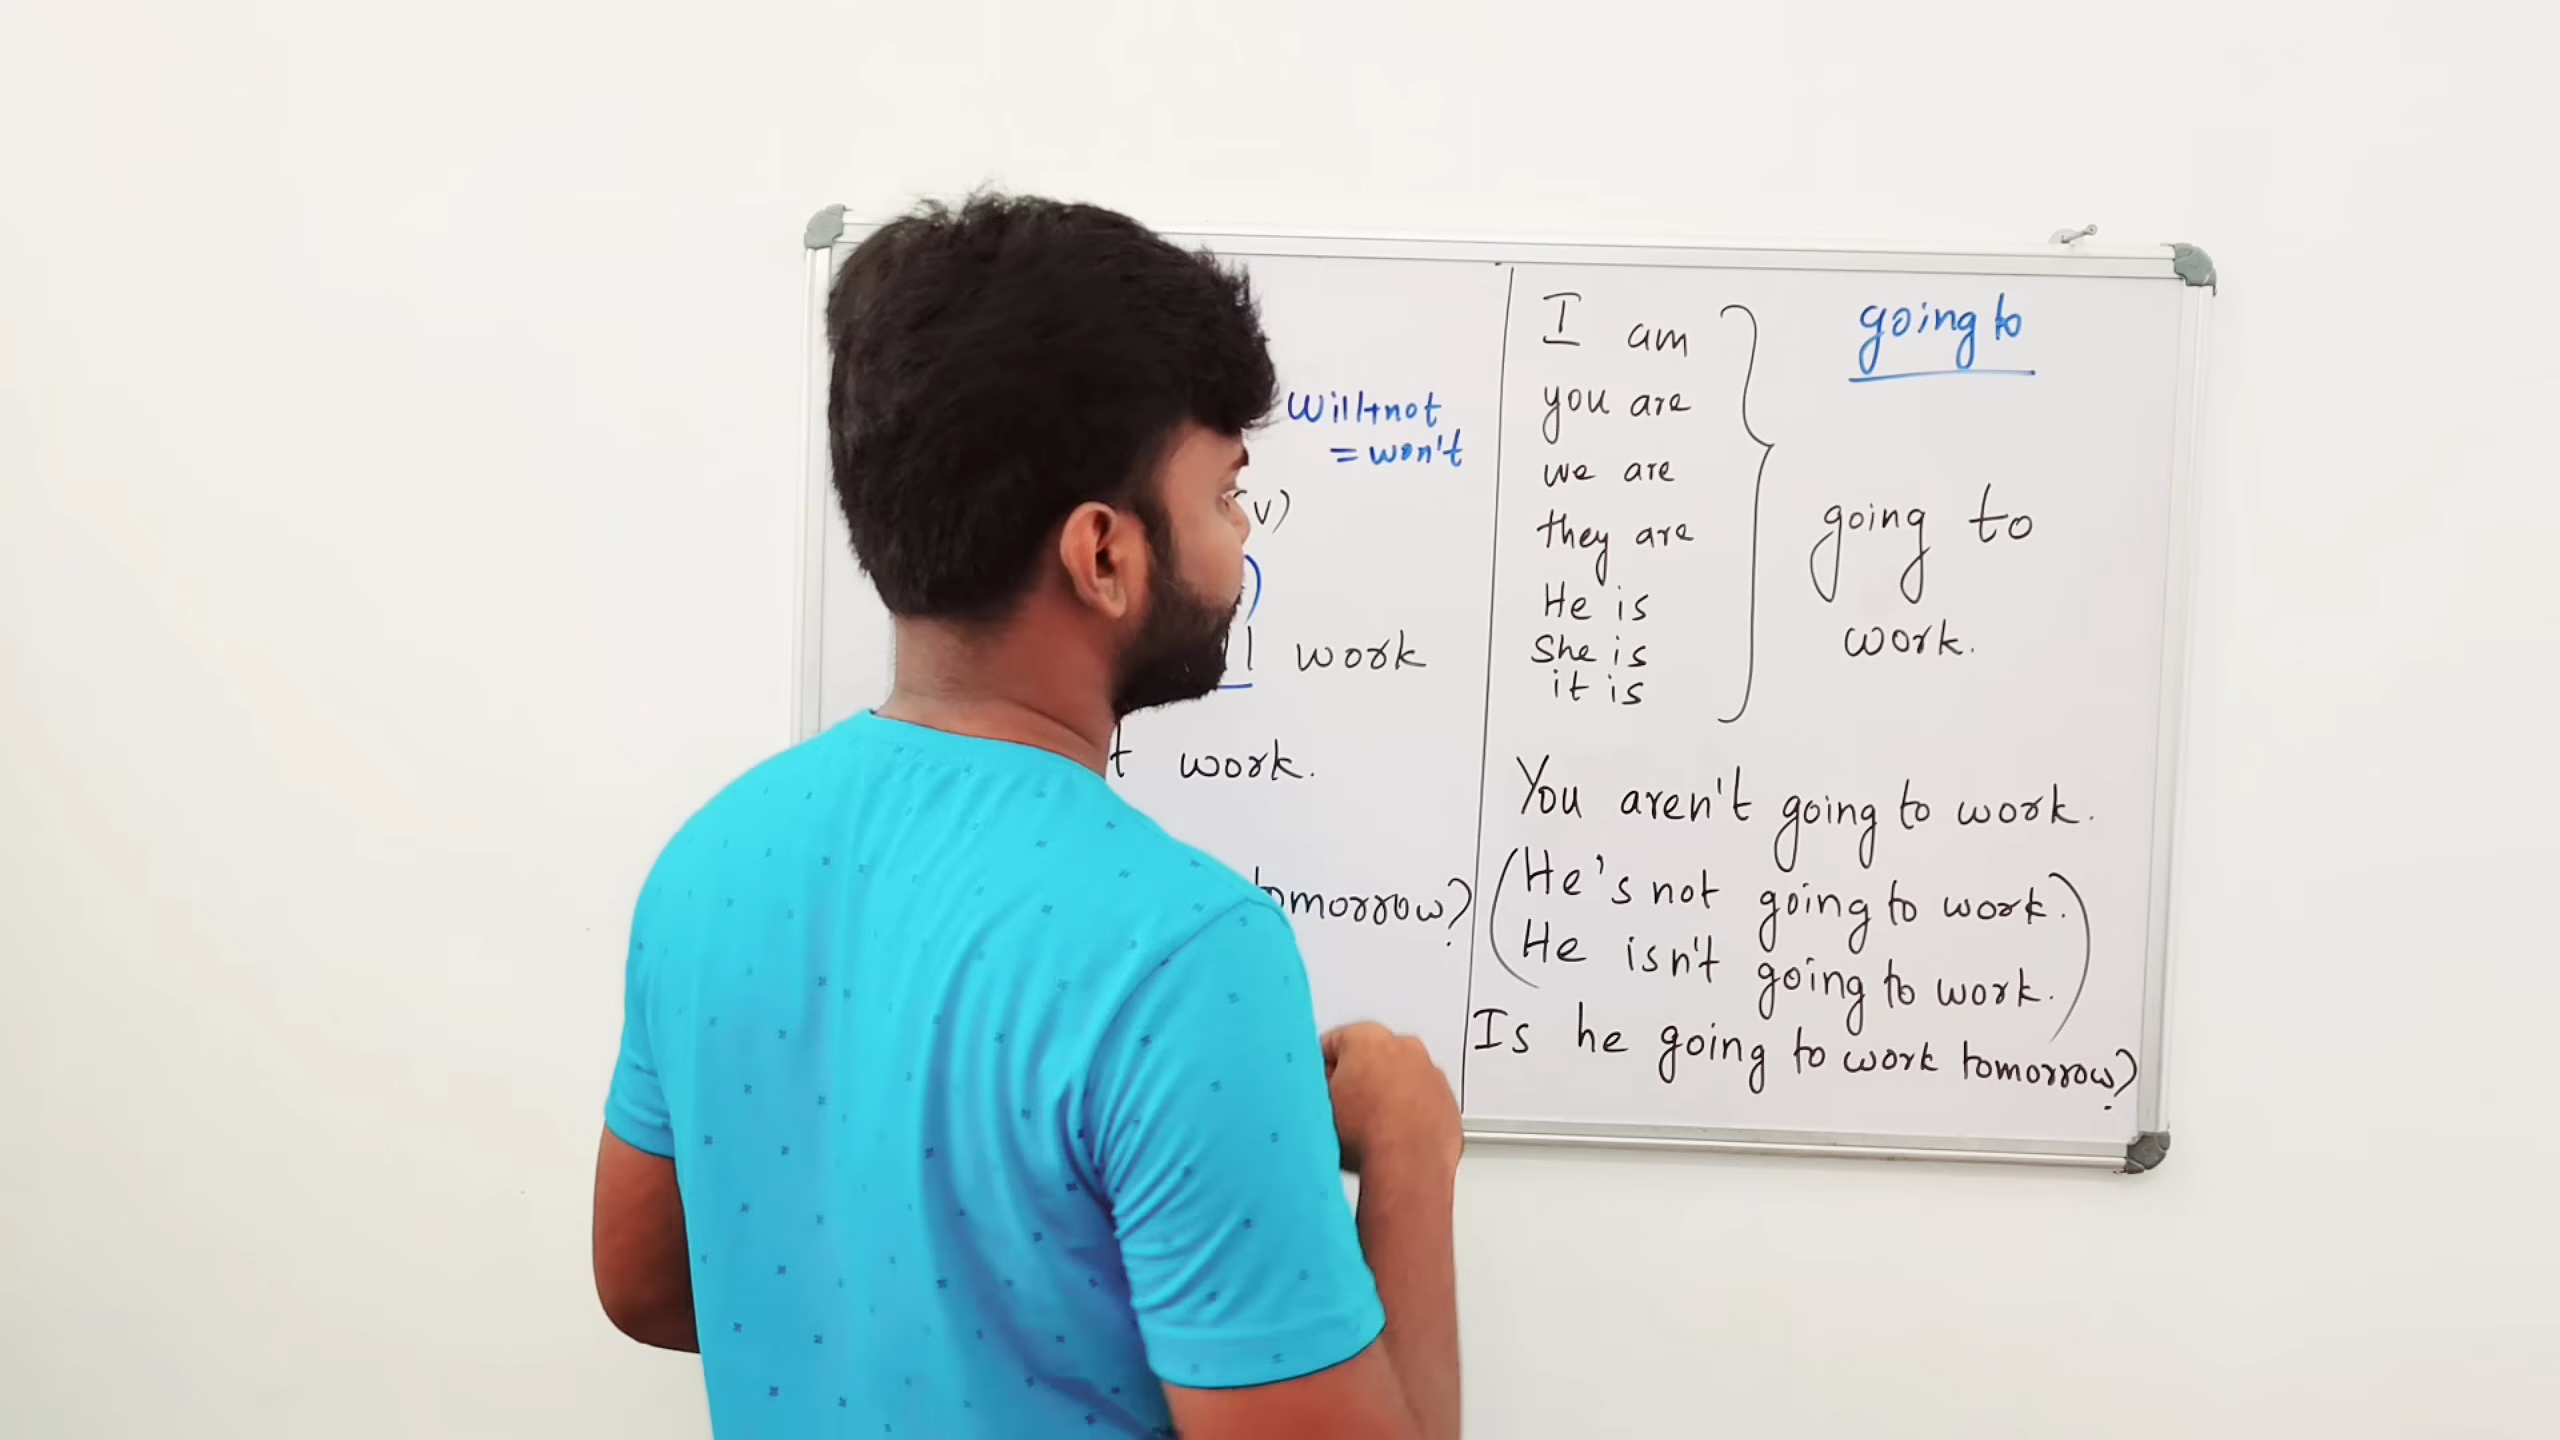 will+not
= won't
v)
work
work.
tomorrow?
going to
I am
you are
we are
they are
He is
She is
it is
going to
work.
You aren't going to work.
(He's not going to work.
He isn't going to work.)
Is he going to work tomorrow?